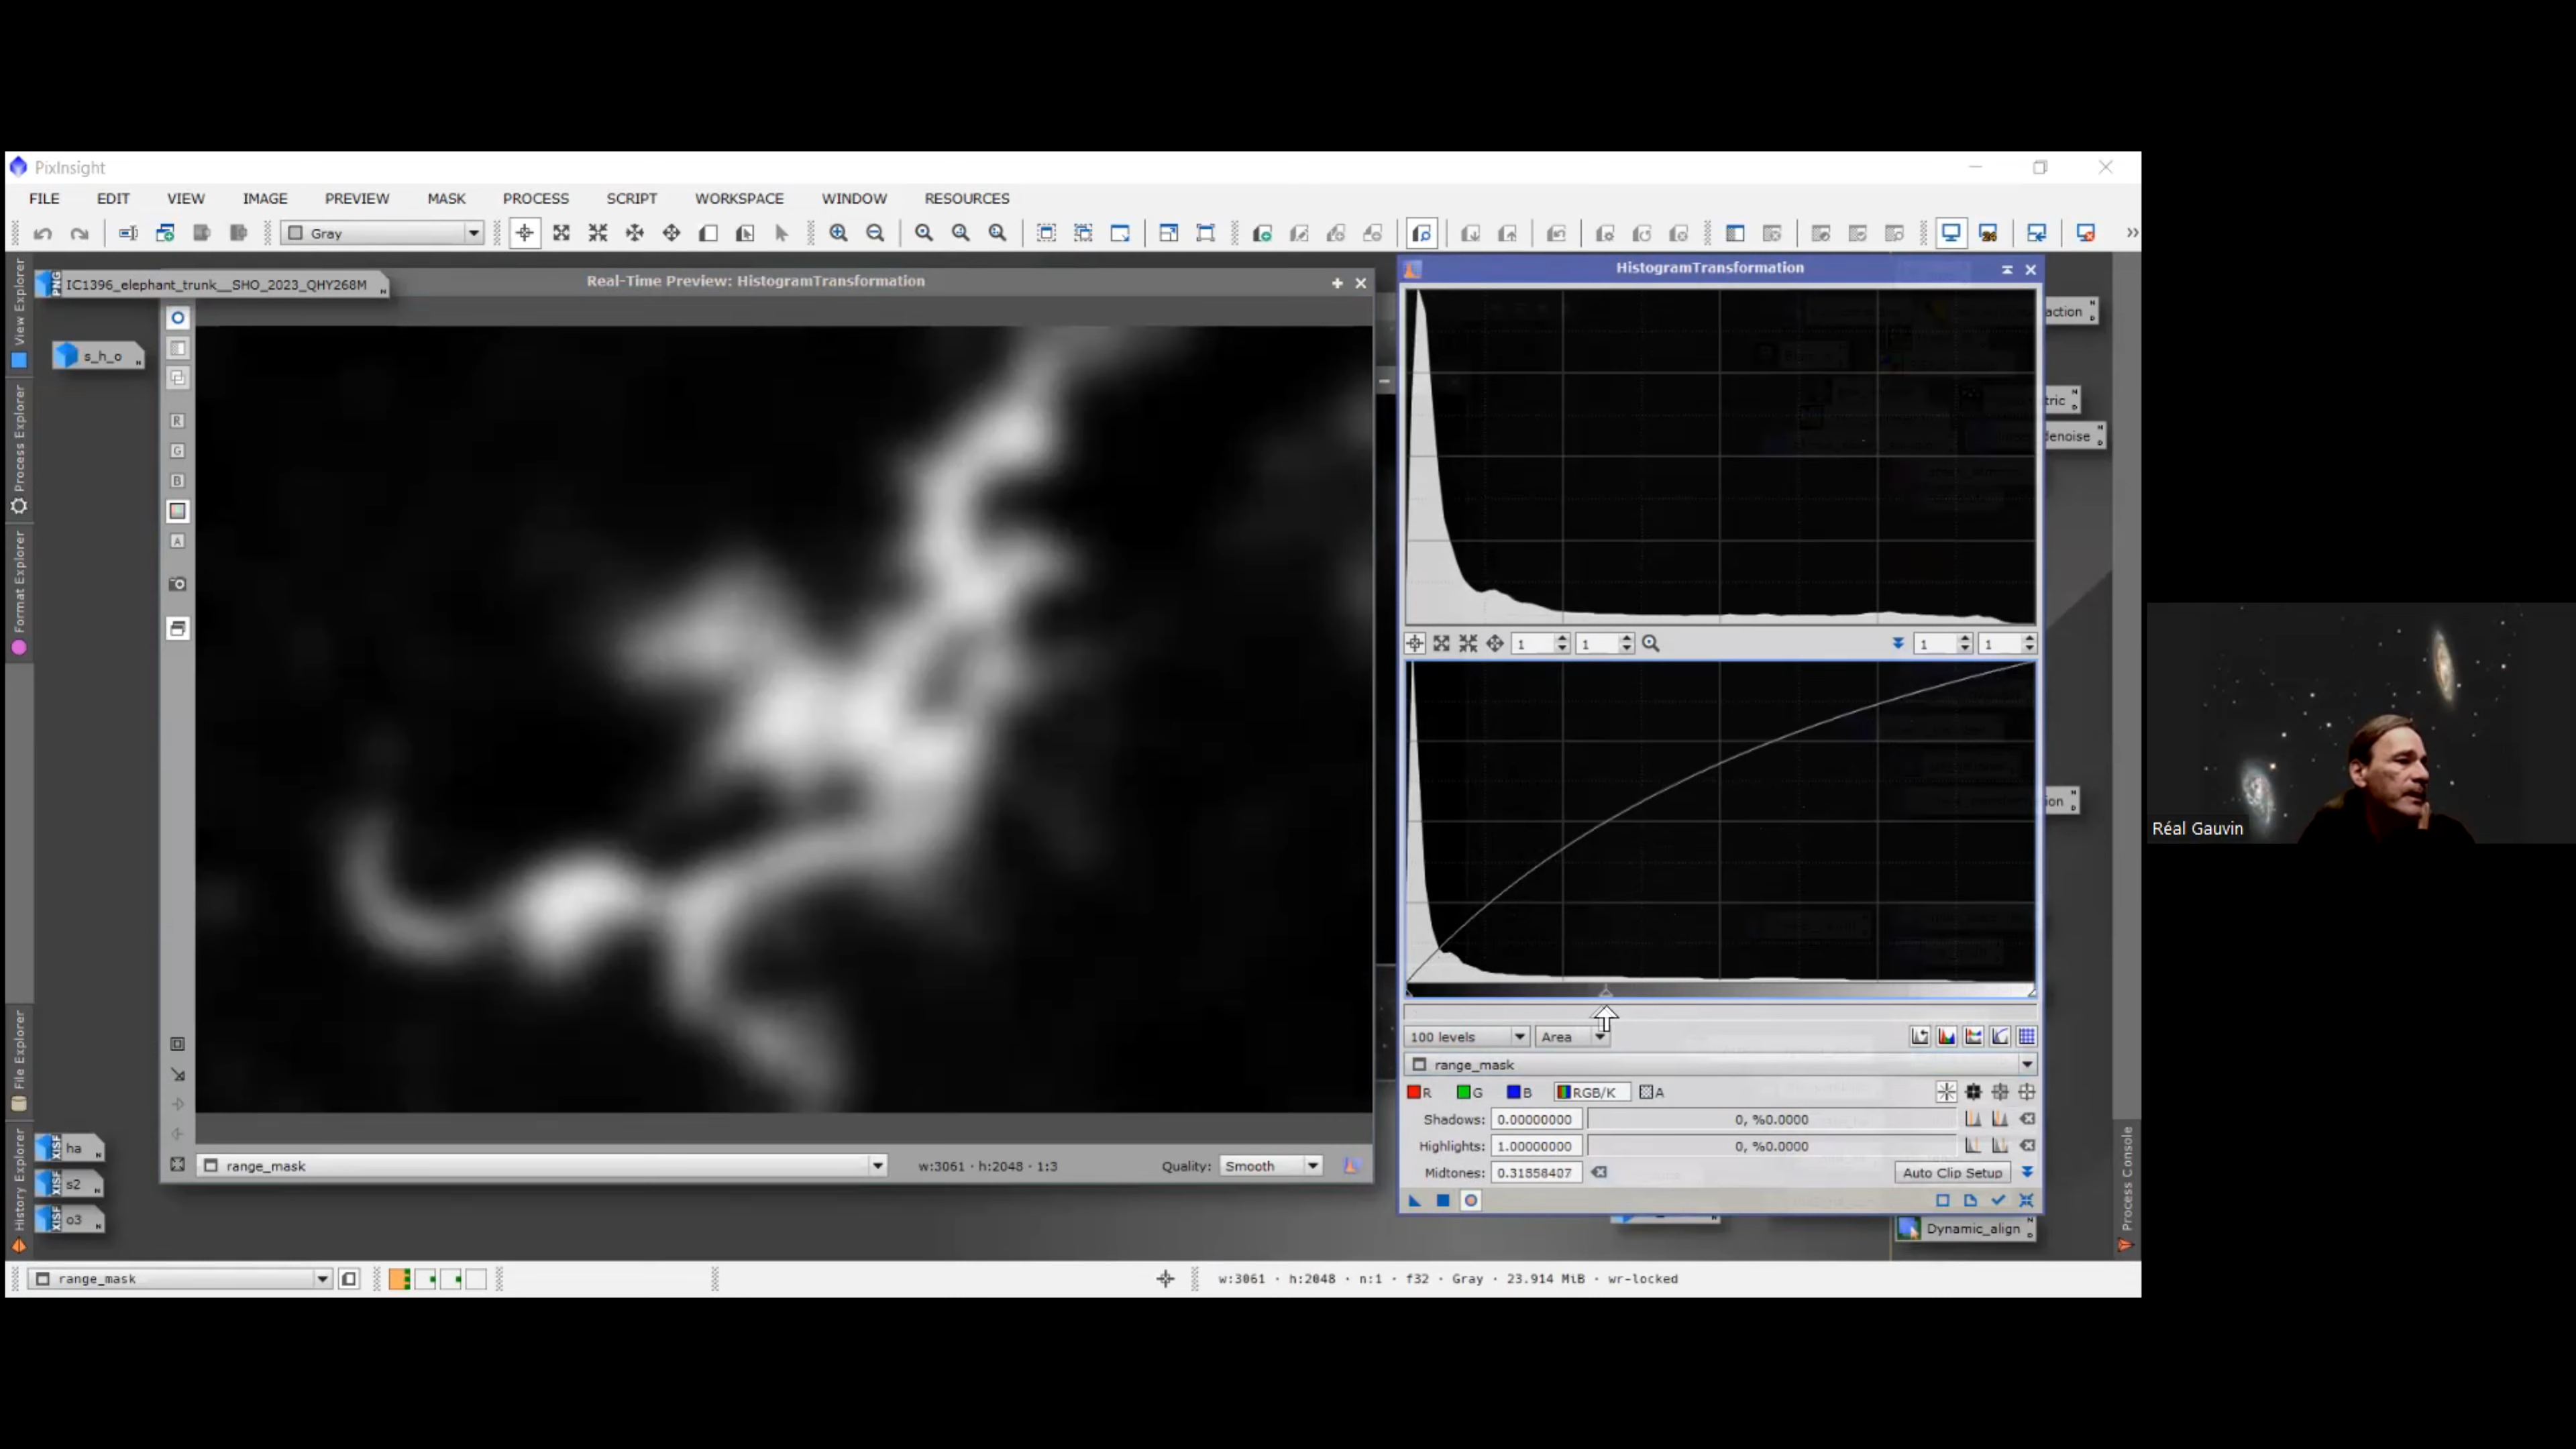 PixInsight
FILE EDIT VIEW IMAGE PREVIEW MASK PROCESS SCRIPT WORKSPACE WINDOW RESOURCES
Gray
IC1396_elephant_trunk__SHO_2023_QHY268M
s_h_o
View Explorer
Process Explorer
Format Explorer
File Explorer
History Explorer
Real-Time Preview: HistogramTransformation
R
G
B
A
ha
s2
o3
range_mask
w:3061 · h:2048 · 1:3
Quality: Smooth
HistogramTransformation
1 1 1 1
100 levels Area
range_mask
R G B RGB/K A
Shadows: 0.00000000 0, %0.0000
Highlights: 1.00000000 0, %0.0000
Midtones: 0.31858407 Auto Clip Setup
action
tric
denoise
ion
Dynamic_align
Process Console
range_mask
w:3061 · h:2048 · n:1 · f32 · Gray · 23.914 MiB · wr-locked
Réal Gauvin